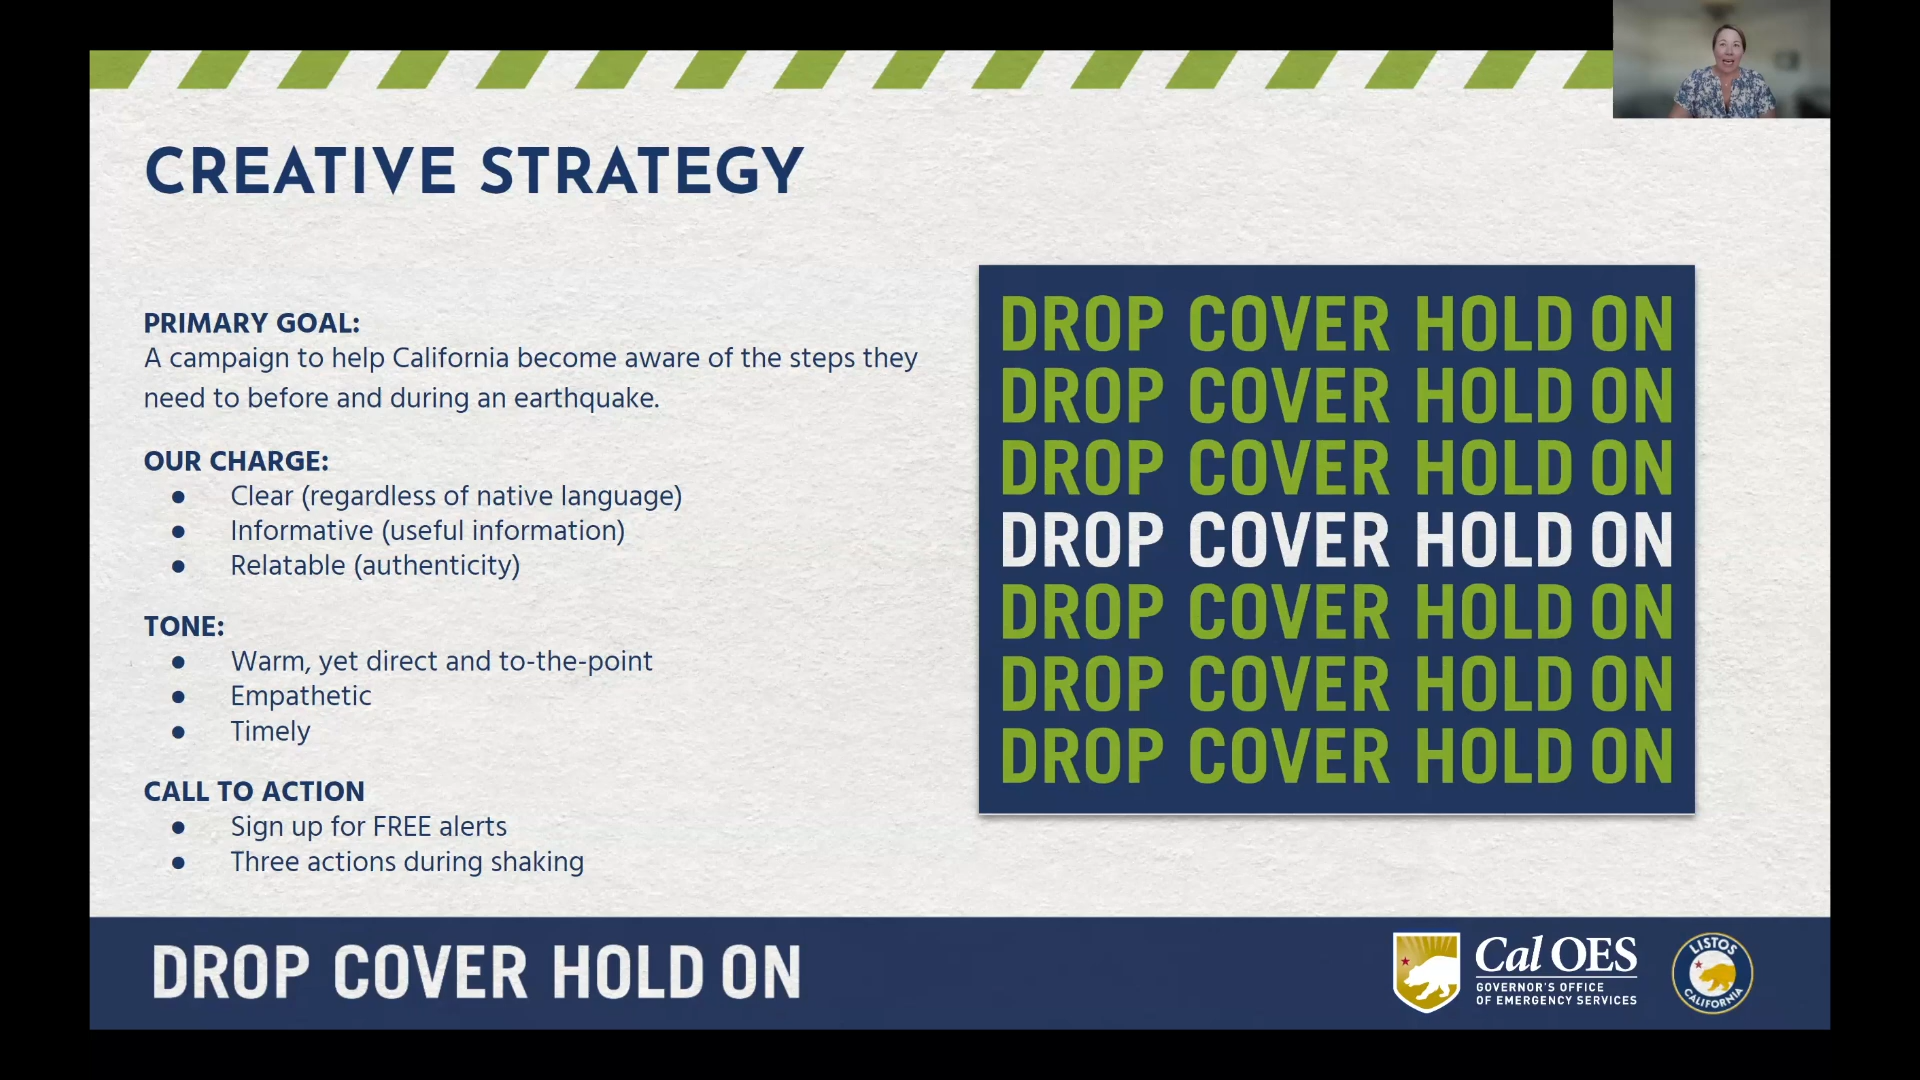 CREATIVE STRATEGY
PRIMARY GOAL:
A campaign to help California become aware of the steps they
need to before and during an earthquake.
OUR CHARGE:
● Clear (regardless of native language)
● Informative (useful information)
● Relatable (authenticity)
TONE:
● Warm, yet direct and to-the-point
● Empathetic
● Timely
CALL TO ACTION
● Sign up for FREE alerts
● Three actions during shaking
DROP COVER HOLD ON
DROP COVER HOLD ON
DROP COVER HOLD ON
DROP COVER HOLD ON
DROP COVER HOLD ON
DROP COVER HOLD ON
DROP COVER HOLD ON
DROP COVER HOLD ON
Cal OES
GOVERNOR'S OFFICE
OF EMERGENCY SERVICES
LISTOS
CALIFORNIA